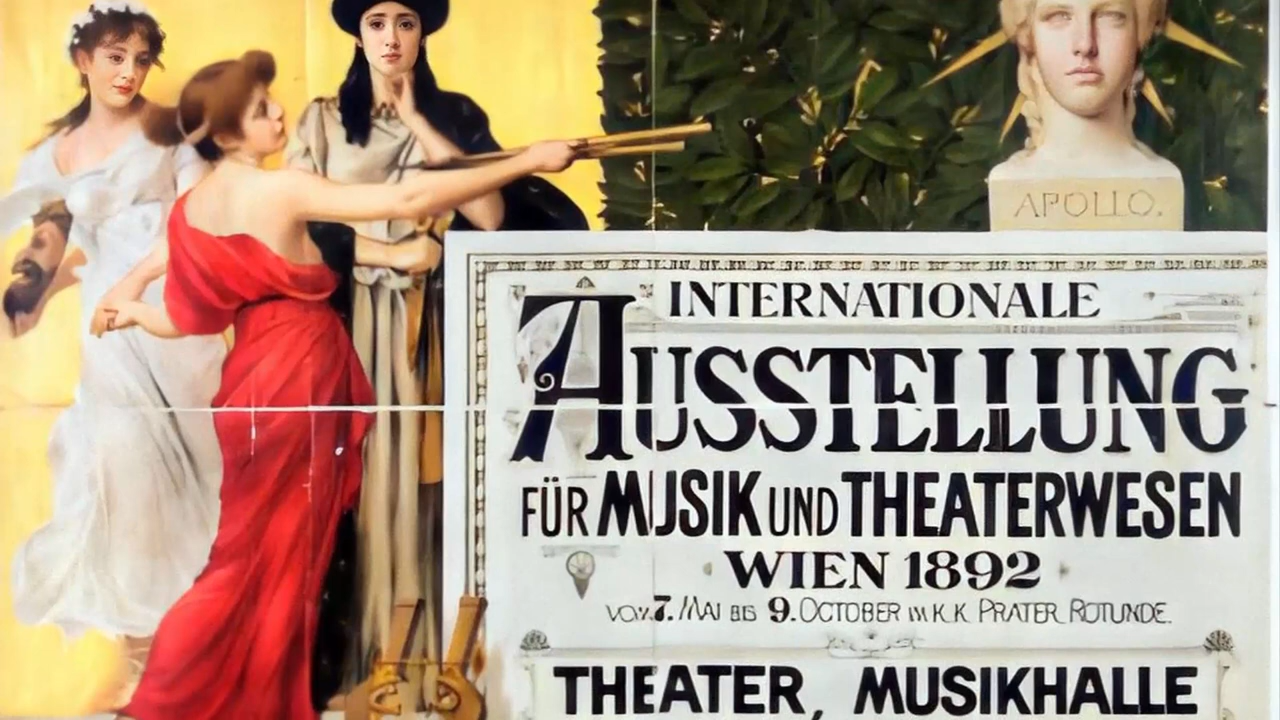 APOLLO.
INTERNATIONALE
AUSSTELLUNG
FÜR MUSIK UND THEATERWESEN
WIEN 1892
VOM 7. MAI BIS 9. OCTOBER IM K. K. PRATER ROTUNDE.
THEATER, MUSIKHALLE